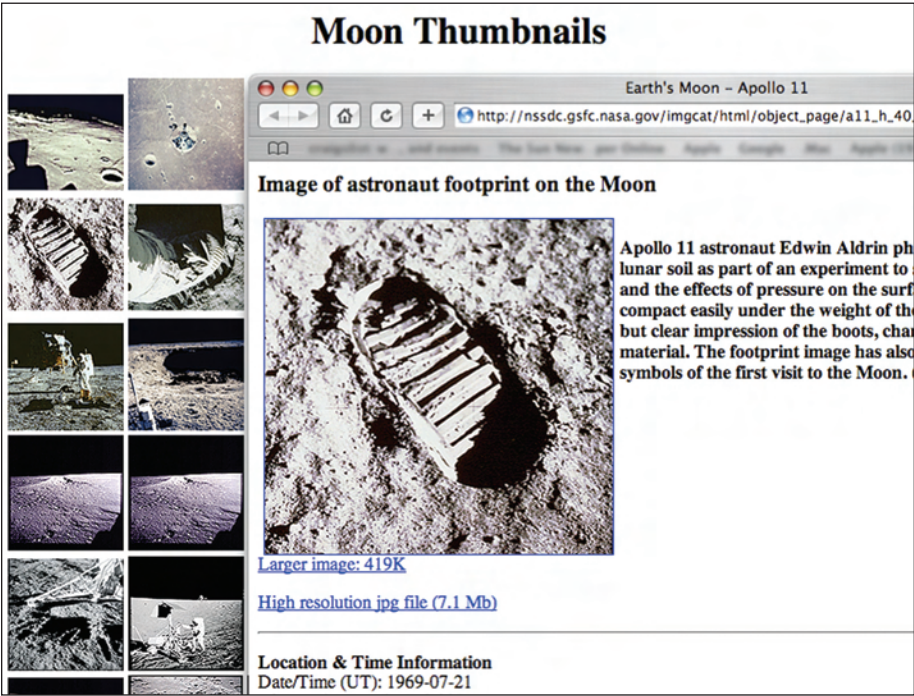 Moon Thumbnails
Earth's Moon – Apollo 11
http://nssdc.gsfc.nasa.gov/imgcat/html/object_page/a11_h_40_
Image of astronaut footprint on the Moon
Apollo 11 astronaut Edwin Aldrin ph
lunar soil as part of an experiment to
and the effects of pressure on the surf
compact easily under the weight of the
but clear impression of the boots, char
material. The footprint image has also
symbols of the first visit to the Moon. (
Larger image: 419K
High resolution jpg file (7.1 Mb)
Location & Time Information
Date/Time (UT): 1969-07-21